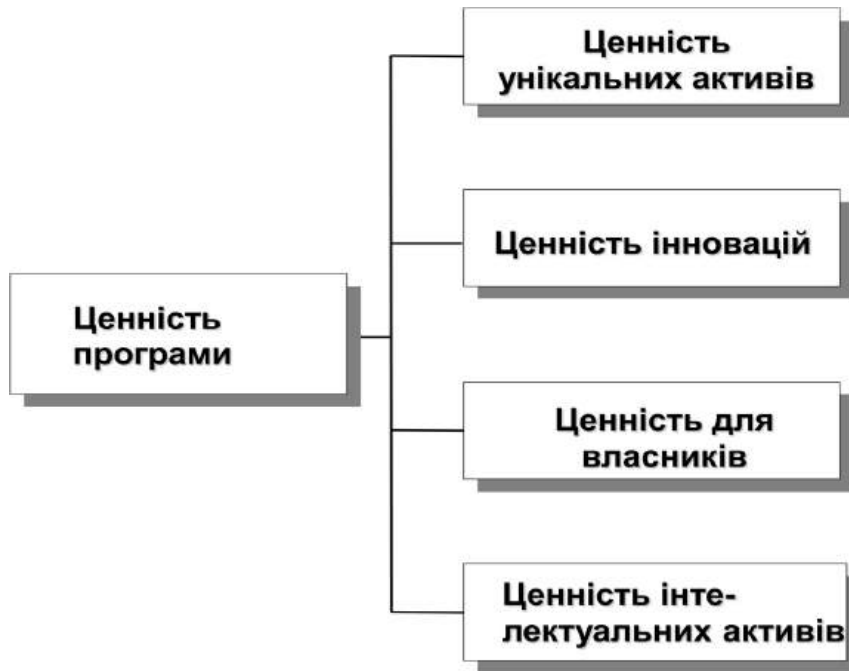 Ценність
унікальних активів
Ценність інновацій
Ценність
програми
Ценність для
власників
Ценність інте-
лектуальних активів